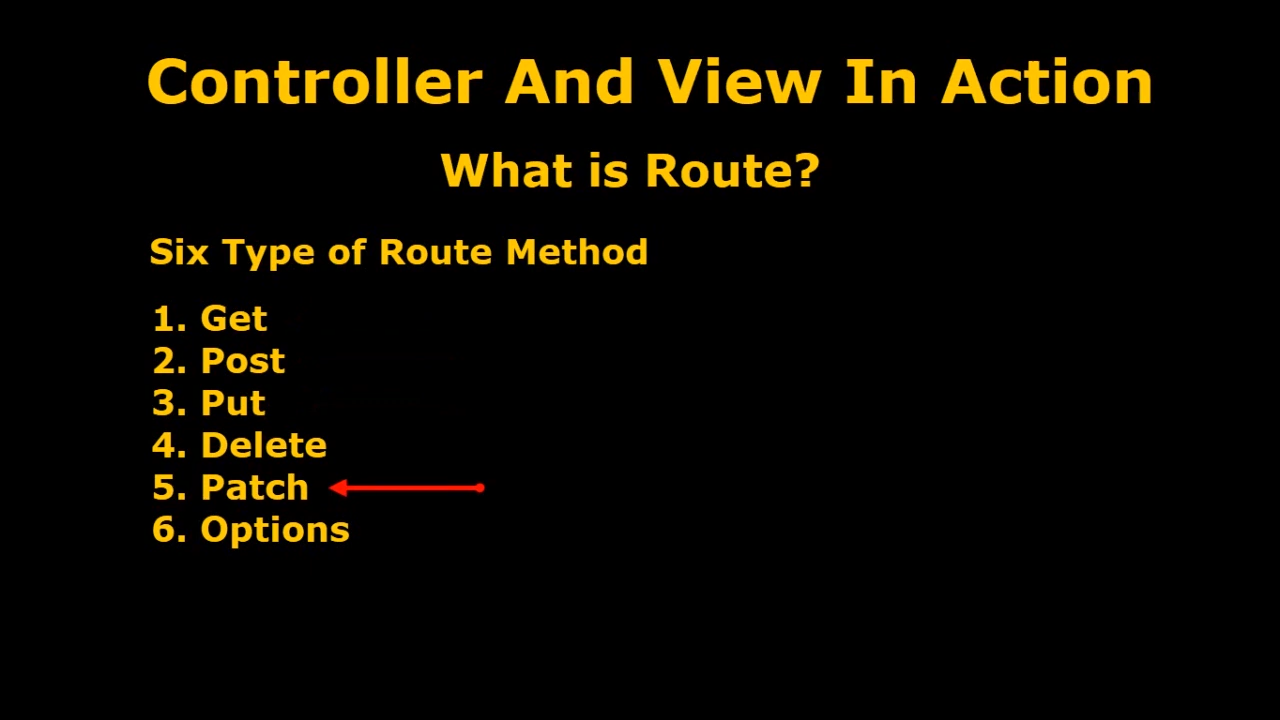 Controller And View In Action
What is Route?
Six Type of Route Method
1. Get
2. Post
3. Put
4. Delete
5. Patch
6. Options